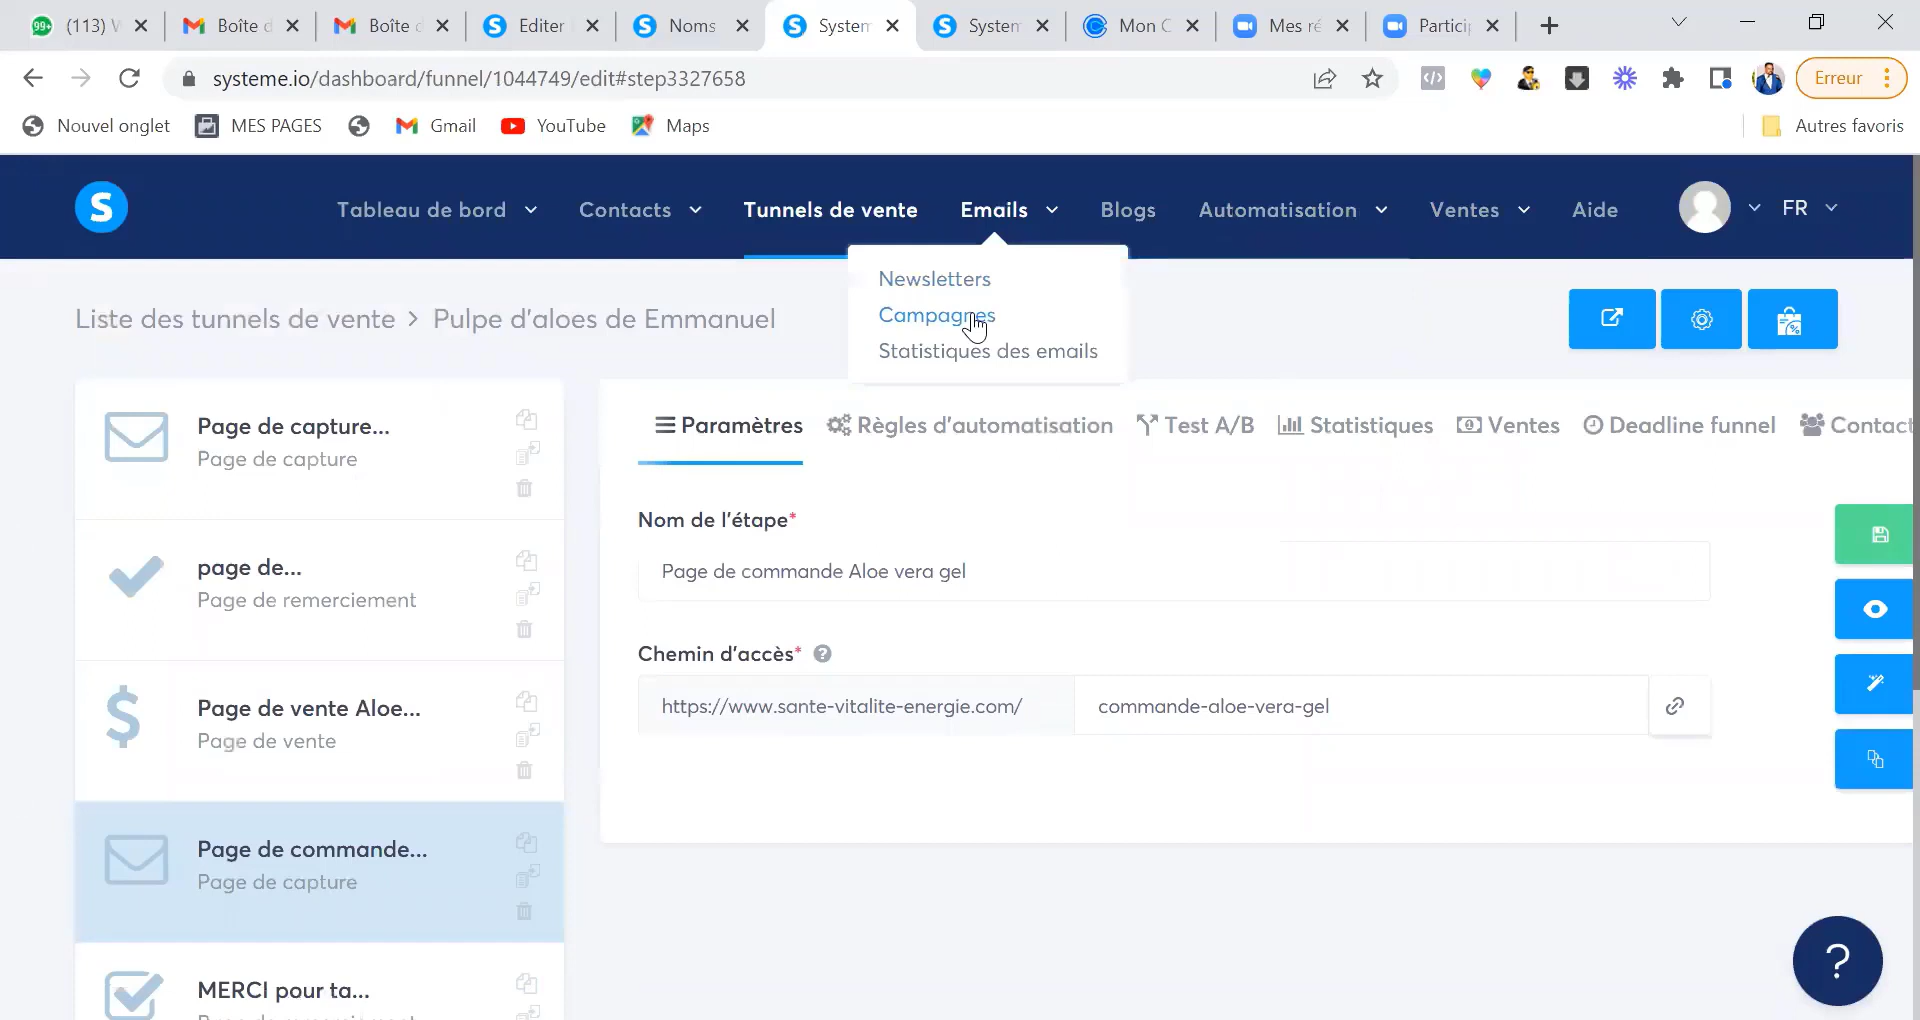 (113) W
Boîte d
Boîte d
Editer
Noms
System
System
Mon C
Mes ré
Particip
systeme.io/dashboard/funnel/1044749/edit#step3327658
Erreur
Nouvel onglet
MES PAGES
Gmail
YouTube
Maps
Autres favoris
S
Tableau de bord
Contacts
Tunnels de vente
Emails
Blogs
Automatisation
Ventes
Aide
FR
Newsletters
Campagnes
Statistiques des emails
Liste des tunnels de vente > Pulpe d'aloes de Emmanuel
Page de capture...
Page de capture
page de...
Page de remerciement
Page de vente Aloe...
Page de vente
Page de commande...
Page de capture
MERCI pour ta...
Page de remerciement
Paramètres
Règles d'automatisation
Test A/B
Statistiques
Ventes
Deadline funnel
Contact
Nom de l'étape*
Page de commande Aloe vera gel
Chemin d'accès*
https://www.sante-vitalite-energie.com/
commande-aloe-vera-gel
?